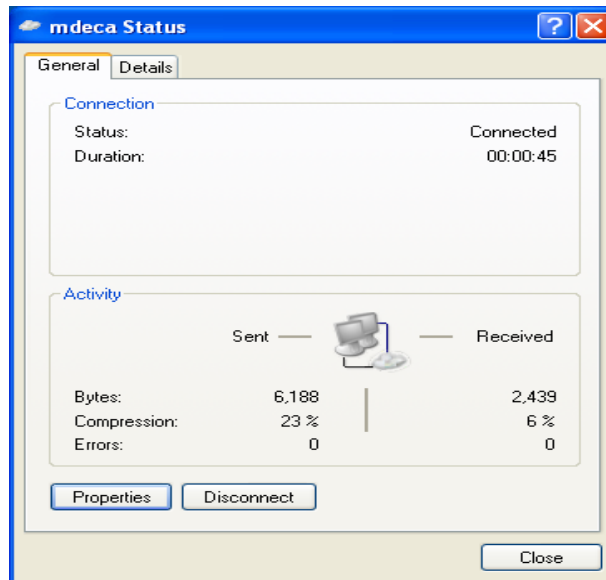 mdeca Status
General Details
Connection
Status: Connected
Duration: 00:00:45
Activity
Sent Received
Bytes: 6,188 2,439
Compression: 23 % 6 %
Errors: 0 0
Properties Disconnect
Close